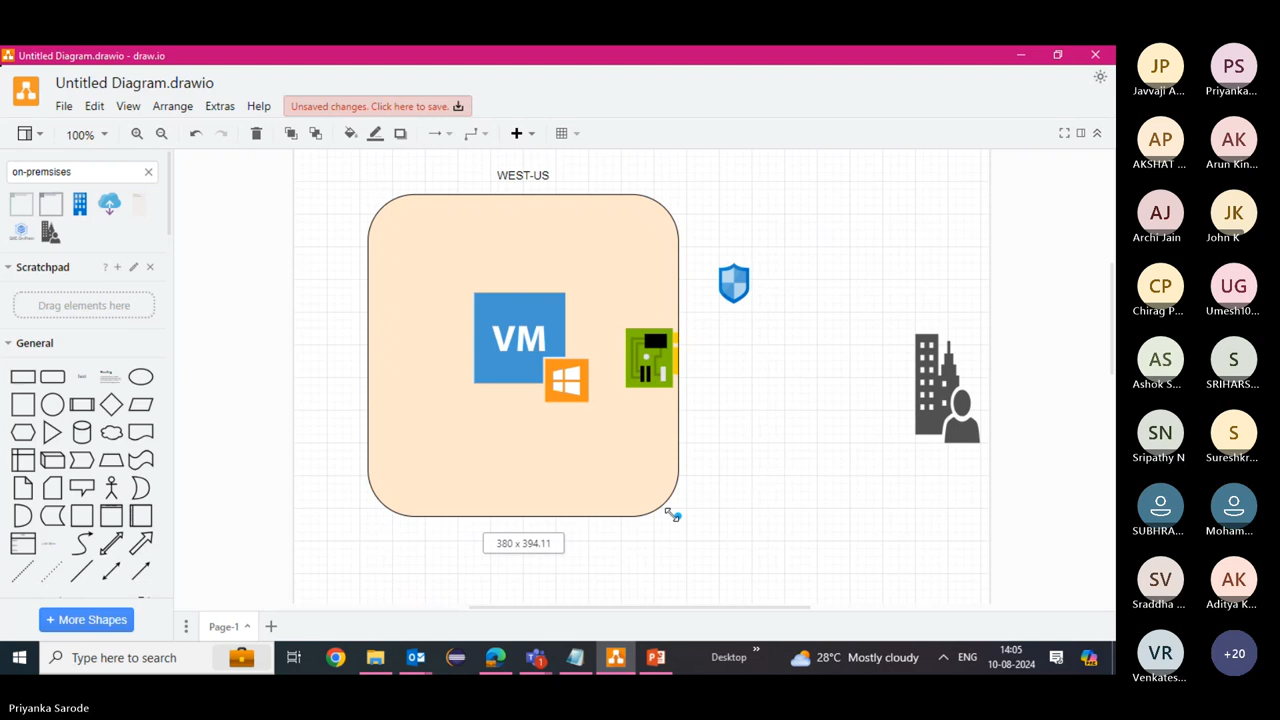 Untitled Diagram.drawio - draw.io
Untitled Diagram.drawio
File Edit View Arrange Extras Help
Unsaved changes. Click here to save.
100%
on-premsises
Scratchpad
?
Drag elements here
General
Text
Heading
+ More Shapes
WEST-US
VM
380 x 394.11
Page-1
Type here to search
1
Desktop
28°C Mostly cloudy
ENG
14:05
10-08-2024
JP
Javvaji A...
PS
Priyanka...
AP
AKSHAT ...
AK
Arun Kin...
AJ
Archi Jain
JK
John K
CP
Chirag P...
UG
Umesh10...
AS
Ashok S...
S
SRIHARS...
SN
Sripathy N
S
Sureshkr...
SUBHRA...
Moham...
SV
Sraddha ...
AK
Aditya K...
VR
Venkates...
+20
Priyanka Sarode